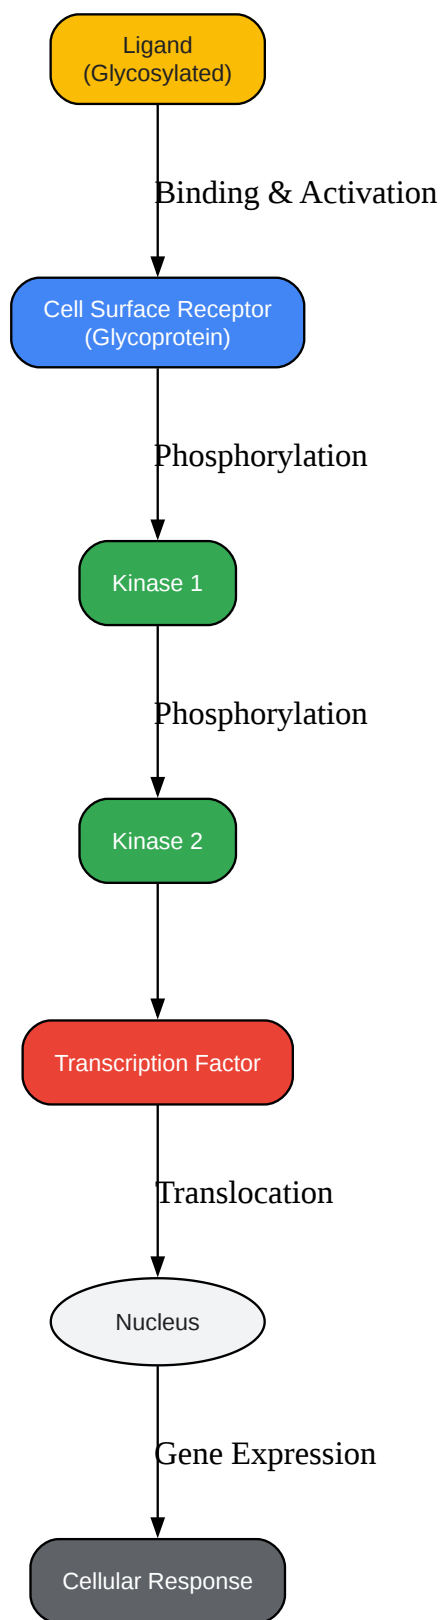 Ligand
(Glycosylated)
Binding & Activation
Cell Surface Receptor
(Glycoprotein)
Phosphorylation
Kinase 1
Phosphorylation
Kinase 2
Transcription Factor
Translocation
Nucleus
Gene Expression
Cellular Response